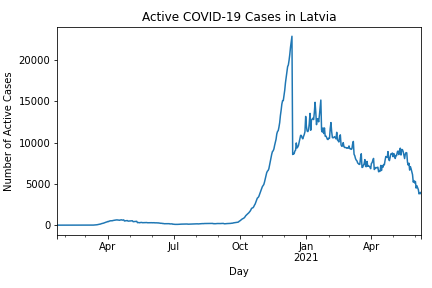 Active COVID-19 Cases in Latvia
Number of Active Cases
20000
15000
10000
5000
0
Apr
Jul
Oct
Jan
2021
Apr
Day